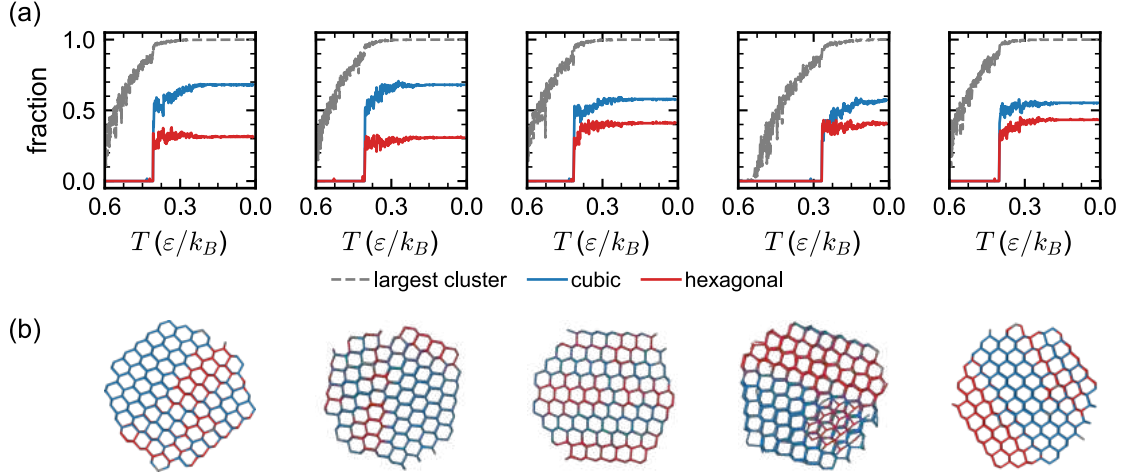 (a)
fraction
1.0
0.5
0.0
0.6 0.3 0.0 0.6 0.3 0.0 0.6 0.3 0.0 0.6 0.3 0.0 0.6 0.3 0.0
T (ε/k_B) T (ε/k_B) T (ε/k_B) T (ε/k_B) T (ε/k_B)
largest cluster cubic hexagonal
(b)